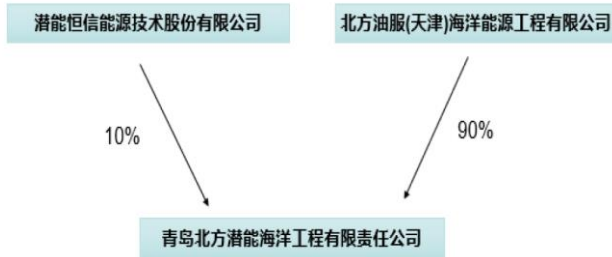 潜能恒信能源技术股份有限公司
北方油服(天津)海洋能源工程有限公司
10%
90%
青岛北方潜能海洋工程有限责任公司